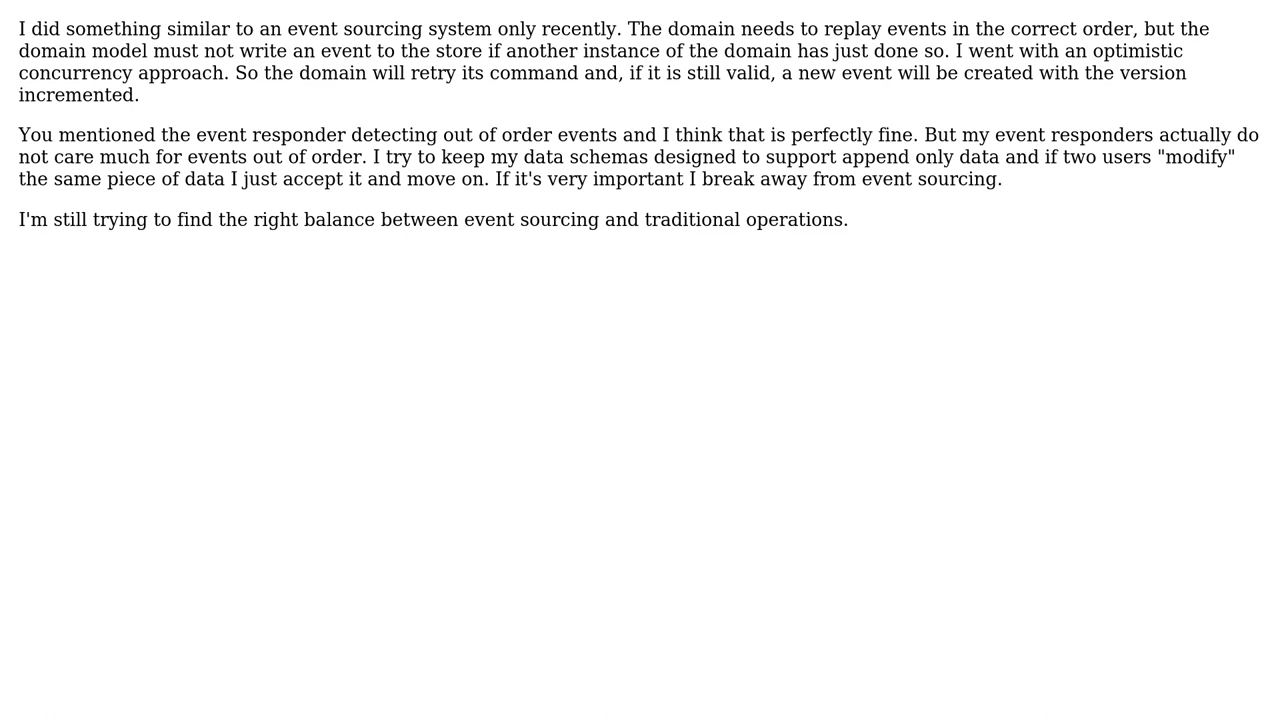 I did something similar to an event sourcing system only recently. The domain needs to replay events in the correct order, but the
domain model must not write an event to the store if another instance of the domain has just done so. I went with an optimistic
concurrency approach. So the domain will retry its command and, if it is still valid, a new event will be created with the version
incremented.
You mentioned the event responder detecting out of order events and I think that is perfectly fine. But my event responders actually do
not care much for events out of order. I try to keep my data schemas designed to support append only data and if two users "modify"
the same piece of data I just accept it and move on. If it's very important I break away from event sourcing.
I'm still trying to find the right balance between event sourcing and traditional operations.